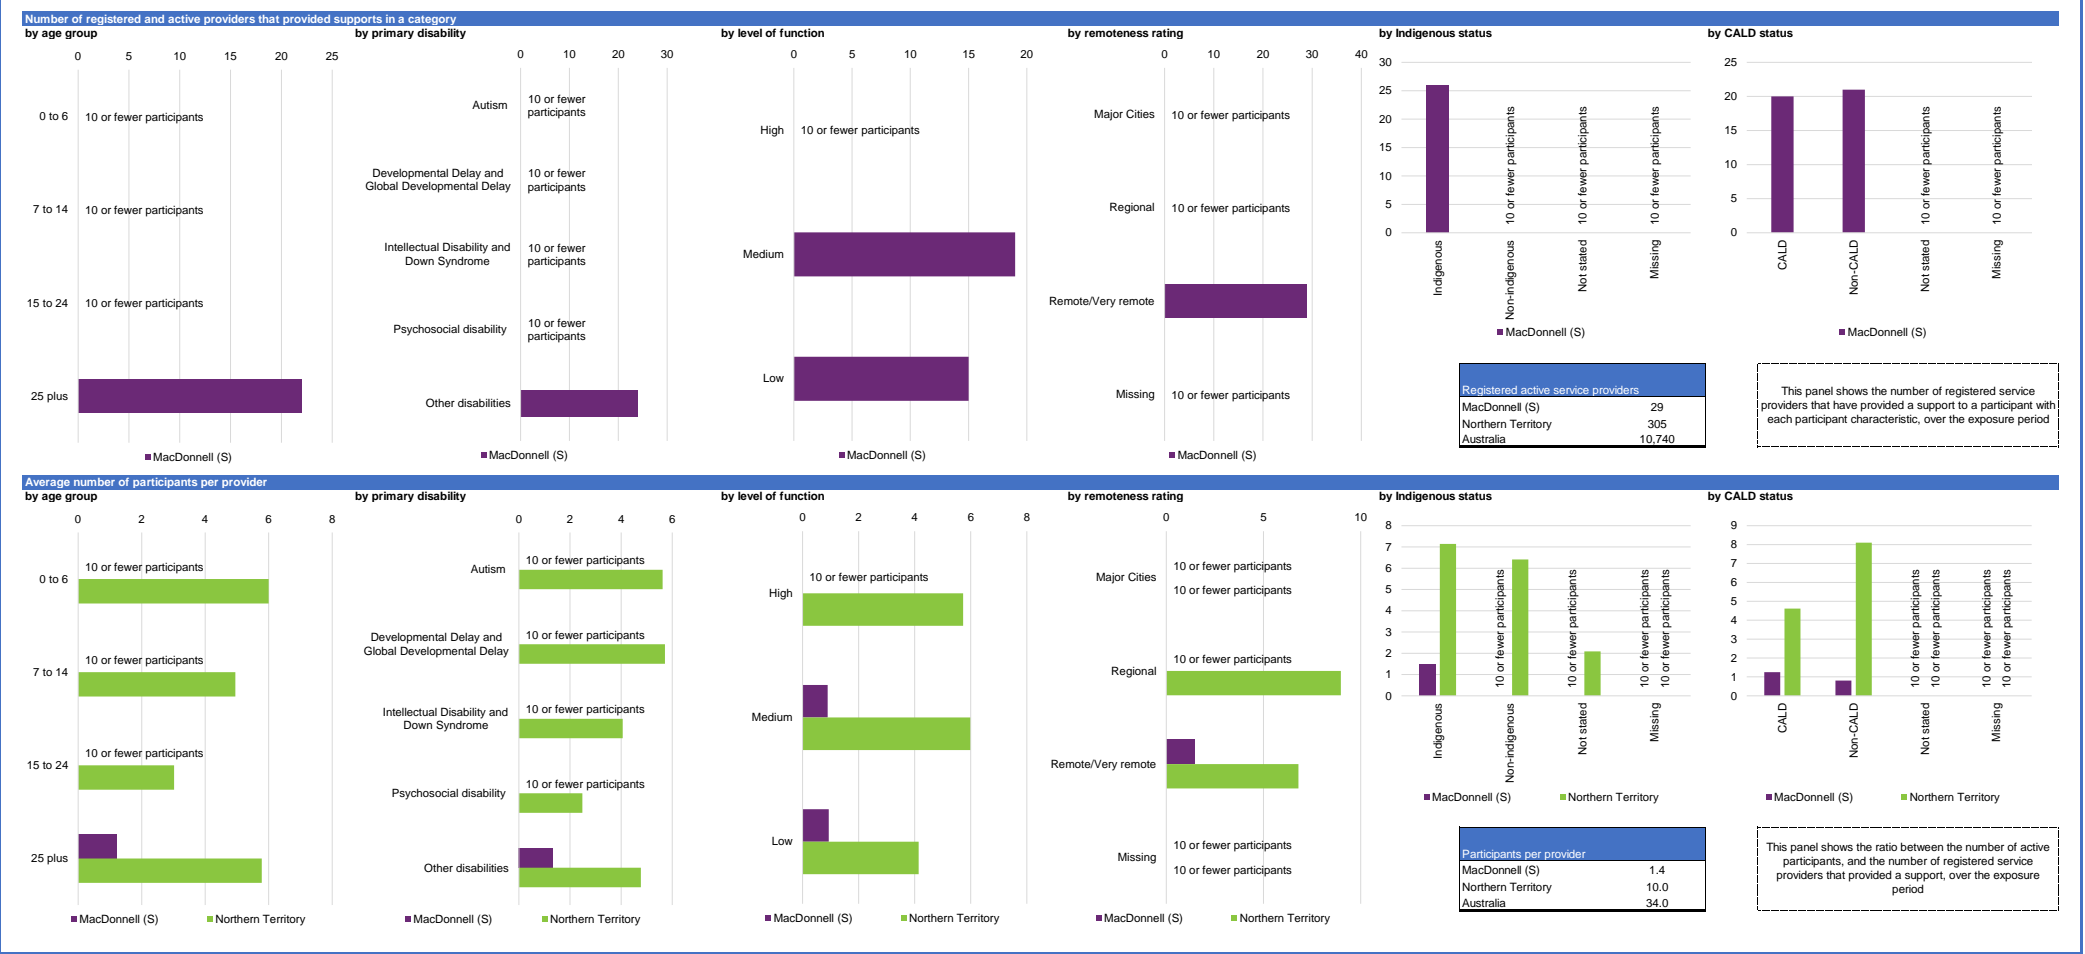 Number of registered and active providers that provided supports in a category
by age group
0 5 10 15 20 25
0 to 6
10 or fewer participants
7 to 14
10 or fewer participants
15 to 24
10 or fewer participants
25 plus
MacDonnell (S)
by primary disability
0 10 20 30
Autism
10 or fewer
participants
Developmental Delay and
Global Developmental Delay
10 or fewer
participants
Intellectual Disability and
Down Syndrome
10 or fewer
participants
Psychosocial disability
10 or fewer
participants
Other disabilities
MacDonnell (S)
by level of function
0 5 10 15 20
High
10 or fewer participants
Medium
Low
MacDonnell (S)
by remoteness rating
0 10 20 30 40
Major Cities
10 or fewer participants
Regional
10 or fewer participants
Remote/Very remote
Missing
10 or fewer participants
MacDonnell (S)
by Indigenous status
30
25
20
15
10
5
0
10 or fewer participants
10 or fewer participants
10 or fewer participants
Indigenous
Non-indigenous
Not stated
Missing
MacDonnell (S)
by CALD status
25
20
15
10
5
0
10 or fewer participants
10 or fewer participants
CALD
Non-CALD
Not stated
Missing
MacDonnell (S)
Registered active service providers
MacDonnell (S) 29
Northern Territory 305
Australia 10,740
This panel shows the number of registered service
providers that have provided a support to a participant with
each participant characteristic, over the exposure period
Average number of participants per provider
by age group
0 2 4 6 8
0 to 6
10 or fewer participants
7 to 14
10 or fewer participants
15 to 24
10 or fewer participants
25 plus
MacDonnell (S) Northern Territory
by primary disability
0 2 4 6
Autism
10 or fewer participants
Developmental Delay and
Global Developmental Delay
10 or fewer participants
Intellectual Disability and
Down Syndrome
10 or fewer participants
Psychosocial disability
10 or fewer participants
Other disabilities
MacDonnell (S) Northern Territory
by level of function
0 2 4 6 8
High
10 or fewer participants
Medium
Low
MacDonnell (S) Northern Territory
by remoteness rating
0 5 10
Major Cities
10 or fewer participants
10 or fewer participants
Regional
10 or fewer participants
Remote/Very remote
Missing
10 or fewer participants
10 or fewer participants
MacDonnell (S) Northern Territory
by Indigenous status
8
7
6
5
4
3
2
1
0
10 or fewer participants
10 or fewer participants
10 or fewer participants
10 or fewer participants
Indigenous
Non-indigenous
Not stated
Missing
MacDonnell (S) Northern Territory
by CALD status
9
8
7
6
5
4
3
2
1
0
10 or fewer participants
10 or fewer participants
10 or fewer participants
10 or fewer participants
CALD
Non-CALD
Not stated
Missing
MacDonnell (S) Northern Territory
Participants per provider
MacDonnell (S) 1.4
Northern Territory 10.0
Australia 34.0
This panel shows the ratio between the number of active
participants, and the number of registered service
providers that provided a support, over the exposure
period